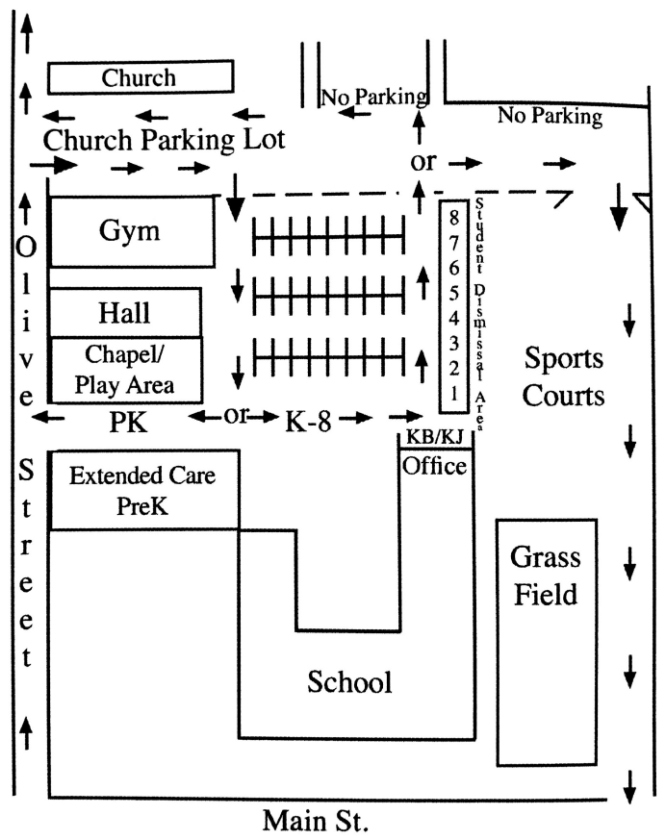 Church
No Parking
No Parking
Church Parking Lot
or
Gym
Hall
Chapel/
Play Area
PK
or
K-8
8
7
6
5
4
3
2
1
Student Dismissal Area
Olive Street
KB/KJ
Office
Sports
Courts
Extended Care
PreK
Grass
Field
School
Main St.